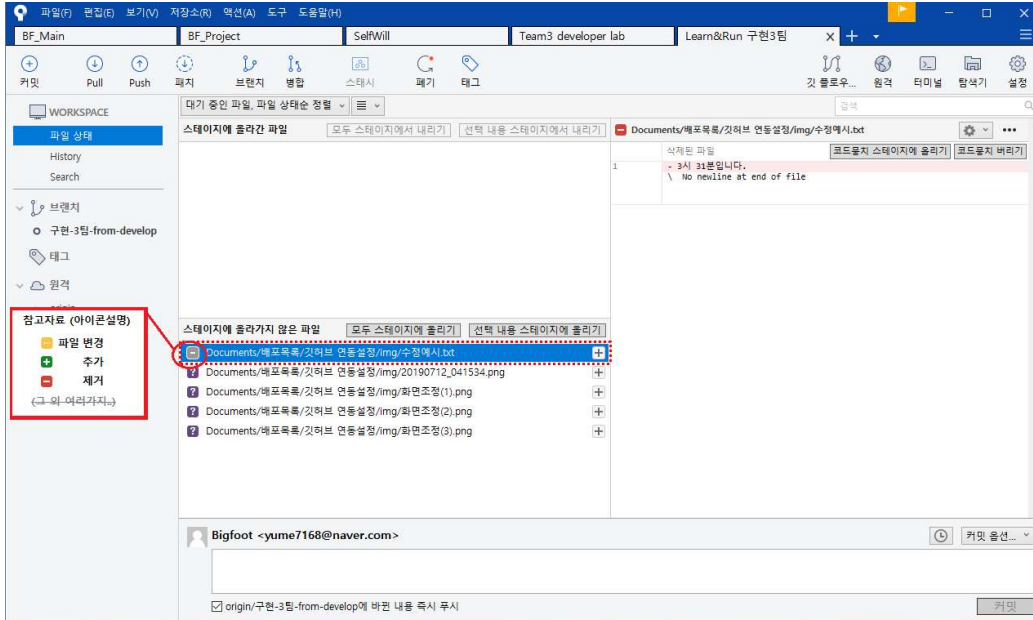 파일(F) 편집(E) 보기(V) 저장소(R) 액션(A) 도구 도움말(H)
BF_Main BF_Project SelfWill Team3 developer lab Learn&Run 구현3팀
커밋 Pull Push 패치 브랜치 병합 스태시 폐기 태그 깃 플로우... 원격 터미널 탐색기 설정
WORKSPACE
파일 상태
History
Search
브랜치
구현-3팀-from-develop
태그
원격
참고자료 (아이콘설명)
파일 변경
추가
제거
(그 외 여러가지..)
대기 중인 파일, 파일 상태순 정렬
검색
스테이지에 올라간 파일 모두 스테이지에서 내리기 선택 내용 스테이지에서 내리기
스테이지에 올라가지 않은 파일 모두 스테이지에 올리기 선택 내용 스테이지에 올리기
Documents/배포목록/깃허브 연동설정/img/수정예시.txt
Documents/배포목록/깃허브 연동설정/img/20190712_041534.png
Documents/배포목록/깃허브 연동설정/img/화면조정(1).png
Documents/배포목록/깃허브 연동설정/img/화면조정(2).png
Documents/배포목록/깃허브 연동설정/img/화면조정(3).png
Documents/배포목록/깃허브 연동설정/img/수정예시.txt
삭제된 파일 코드뭉치 스테이지에 올리기 코드뭉치 버리기
1 - 3시 31분입니다.
\ No newline at end of file
Bigfoot <yume7168@naver.com>
커밋 옵션...
origin/구현-3팀-from-develop에 바뀐 내용 즉시 푸시
커밋